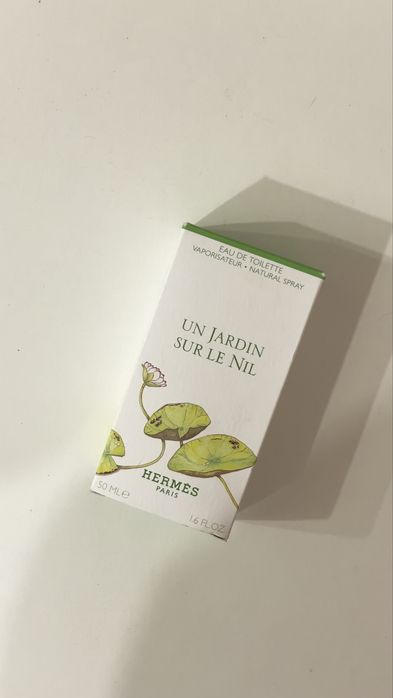 EAU DE TOILETTE
VAPORISATEUR • NATURAL SPRAY
UN JARDIN
SUR LE NIL
HERMÈS
PARIS
50 ML℮
1.6 FL.OZ